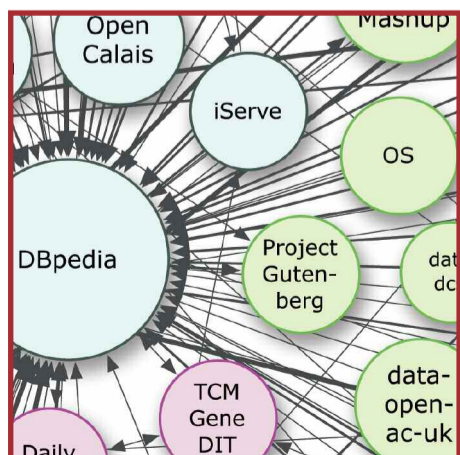 Open
Calais
Mashup
iServe
OS
DBpedia
Project
Guten-
berg
TCM
Gene
DIT
data-
open-
ac-uk
Daily